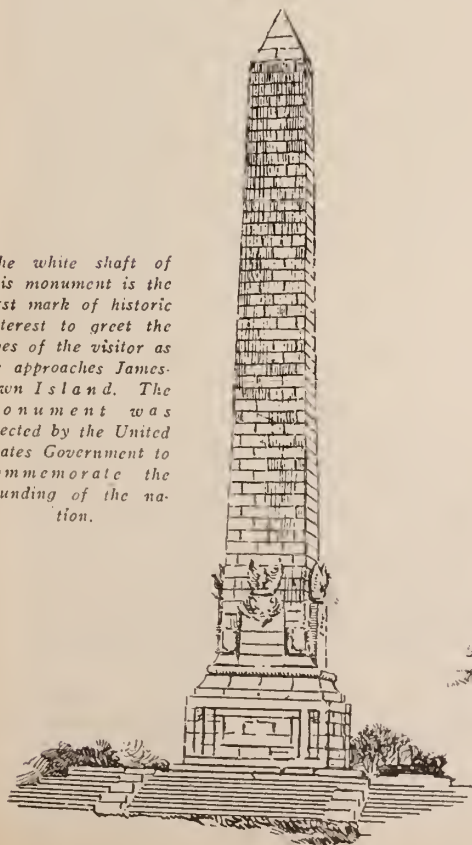 he white shaft of
is monument is the
rst mark of historic
terest to greet the
es of the visitor as
approaches James-
wn Island. The
onument was
ected by the United
ates Government to
mmemorate the
unding of the na-
tion.